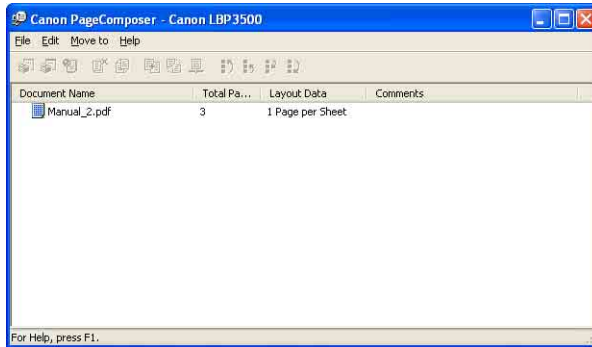 Canon PageComposer - Canon LBP3500
File Edit Move to Help
Document Name Total Pa... Layout Data Comments
Manual_2.pdf 3 1 Page per Sheet
For Help, press F1.